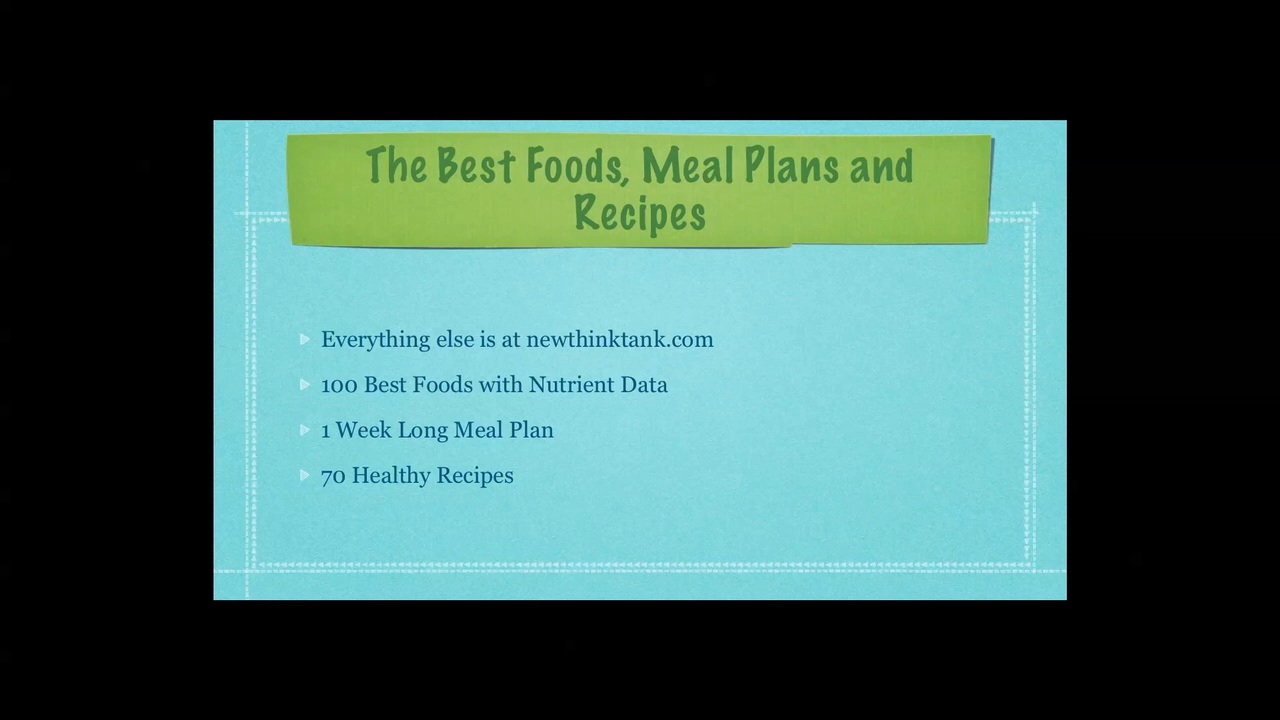 The Best Foods, Meal Plans and
Recipes
Everything else is at newthinktank.com
100 Best Foods with Nutrient Data
1 Week Long Meal Plan
70 Healthy Recipes